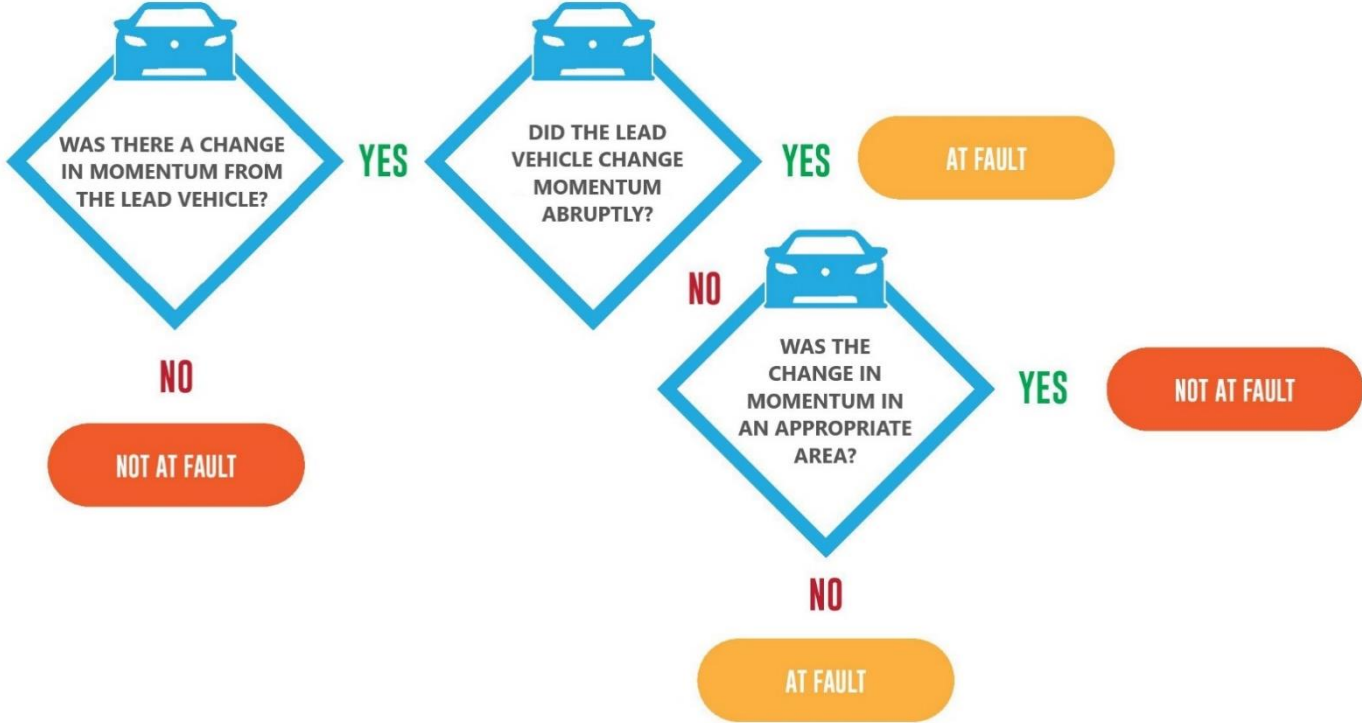 WAS THERE A CHANGE
IN MOMENTUM FROM
THE LEAD VEHICLE?
YES
DID THE LEAD
VEHICLE CHANGE
MOMENTUM
ABRUPTLY?
YES
AT FAULT
NO
WAS THE
CHANGE IN
MOMENTUM IN
AN APPROPRIATE
AREA?
YES
NOT AT FAULT
NO
NOT AT FAULT
NO
AT FAULT